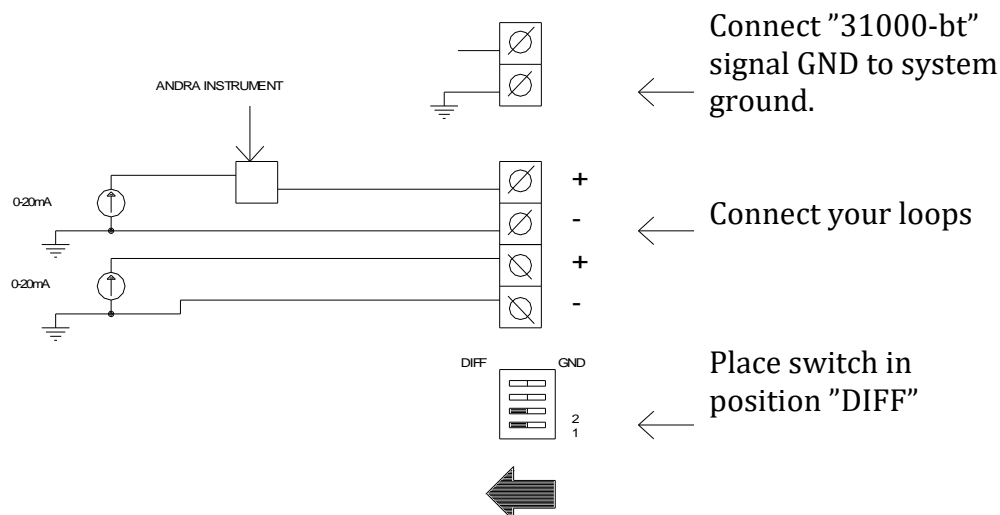 Connect ”31000-bt”
signal GND to system
ground.
ANDRA INSTRUMENT
0-20mA
+
-
Connect your loops
+
0-20mA
-
DIFF
GND
Place switch in
position ”DIFF”
2
1